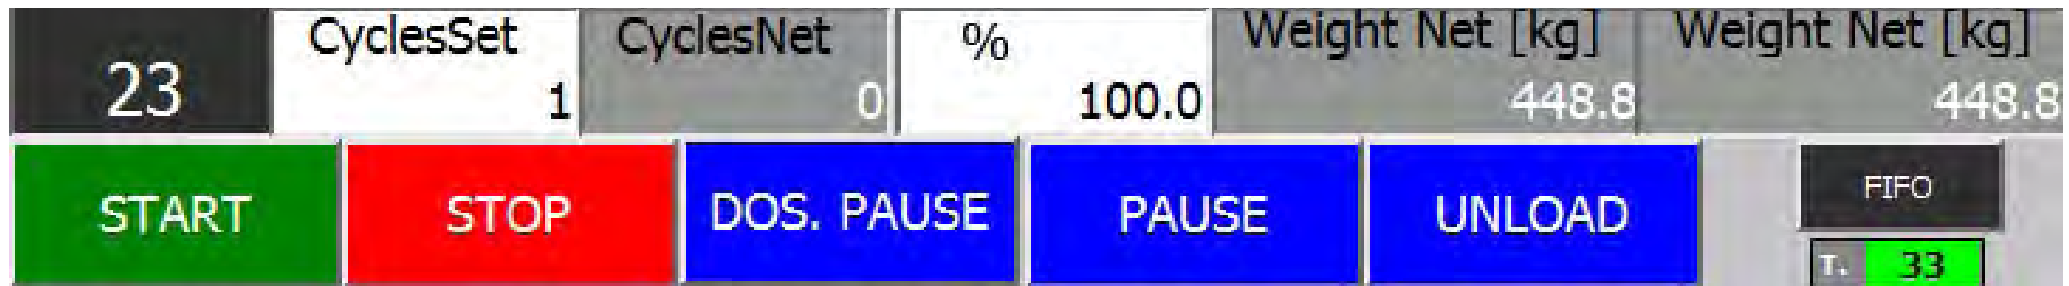 23
CyclesSet
1
CyclesNet
0
%
100.0
Weight Net [kg]
448.8
Weight Net [kg]
448.8
START
STOP
DOS. PAUSE
PAUSE
UNLOAD
FIFO
T. 33